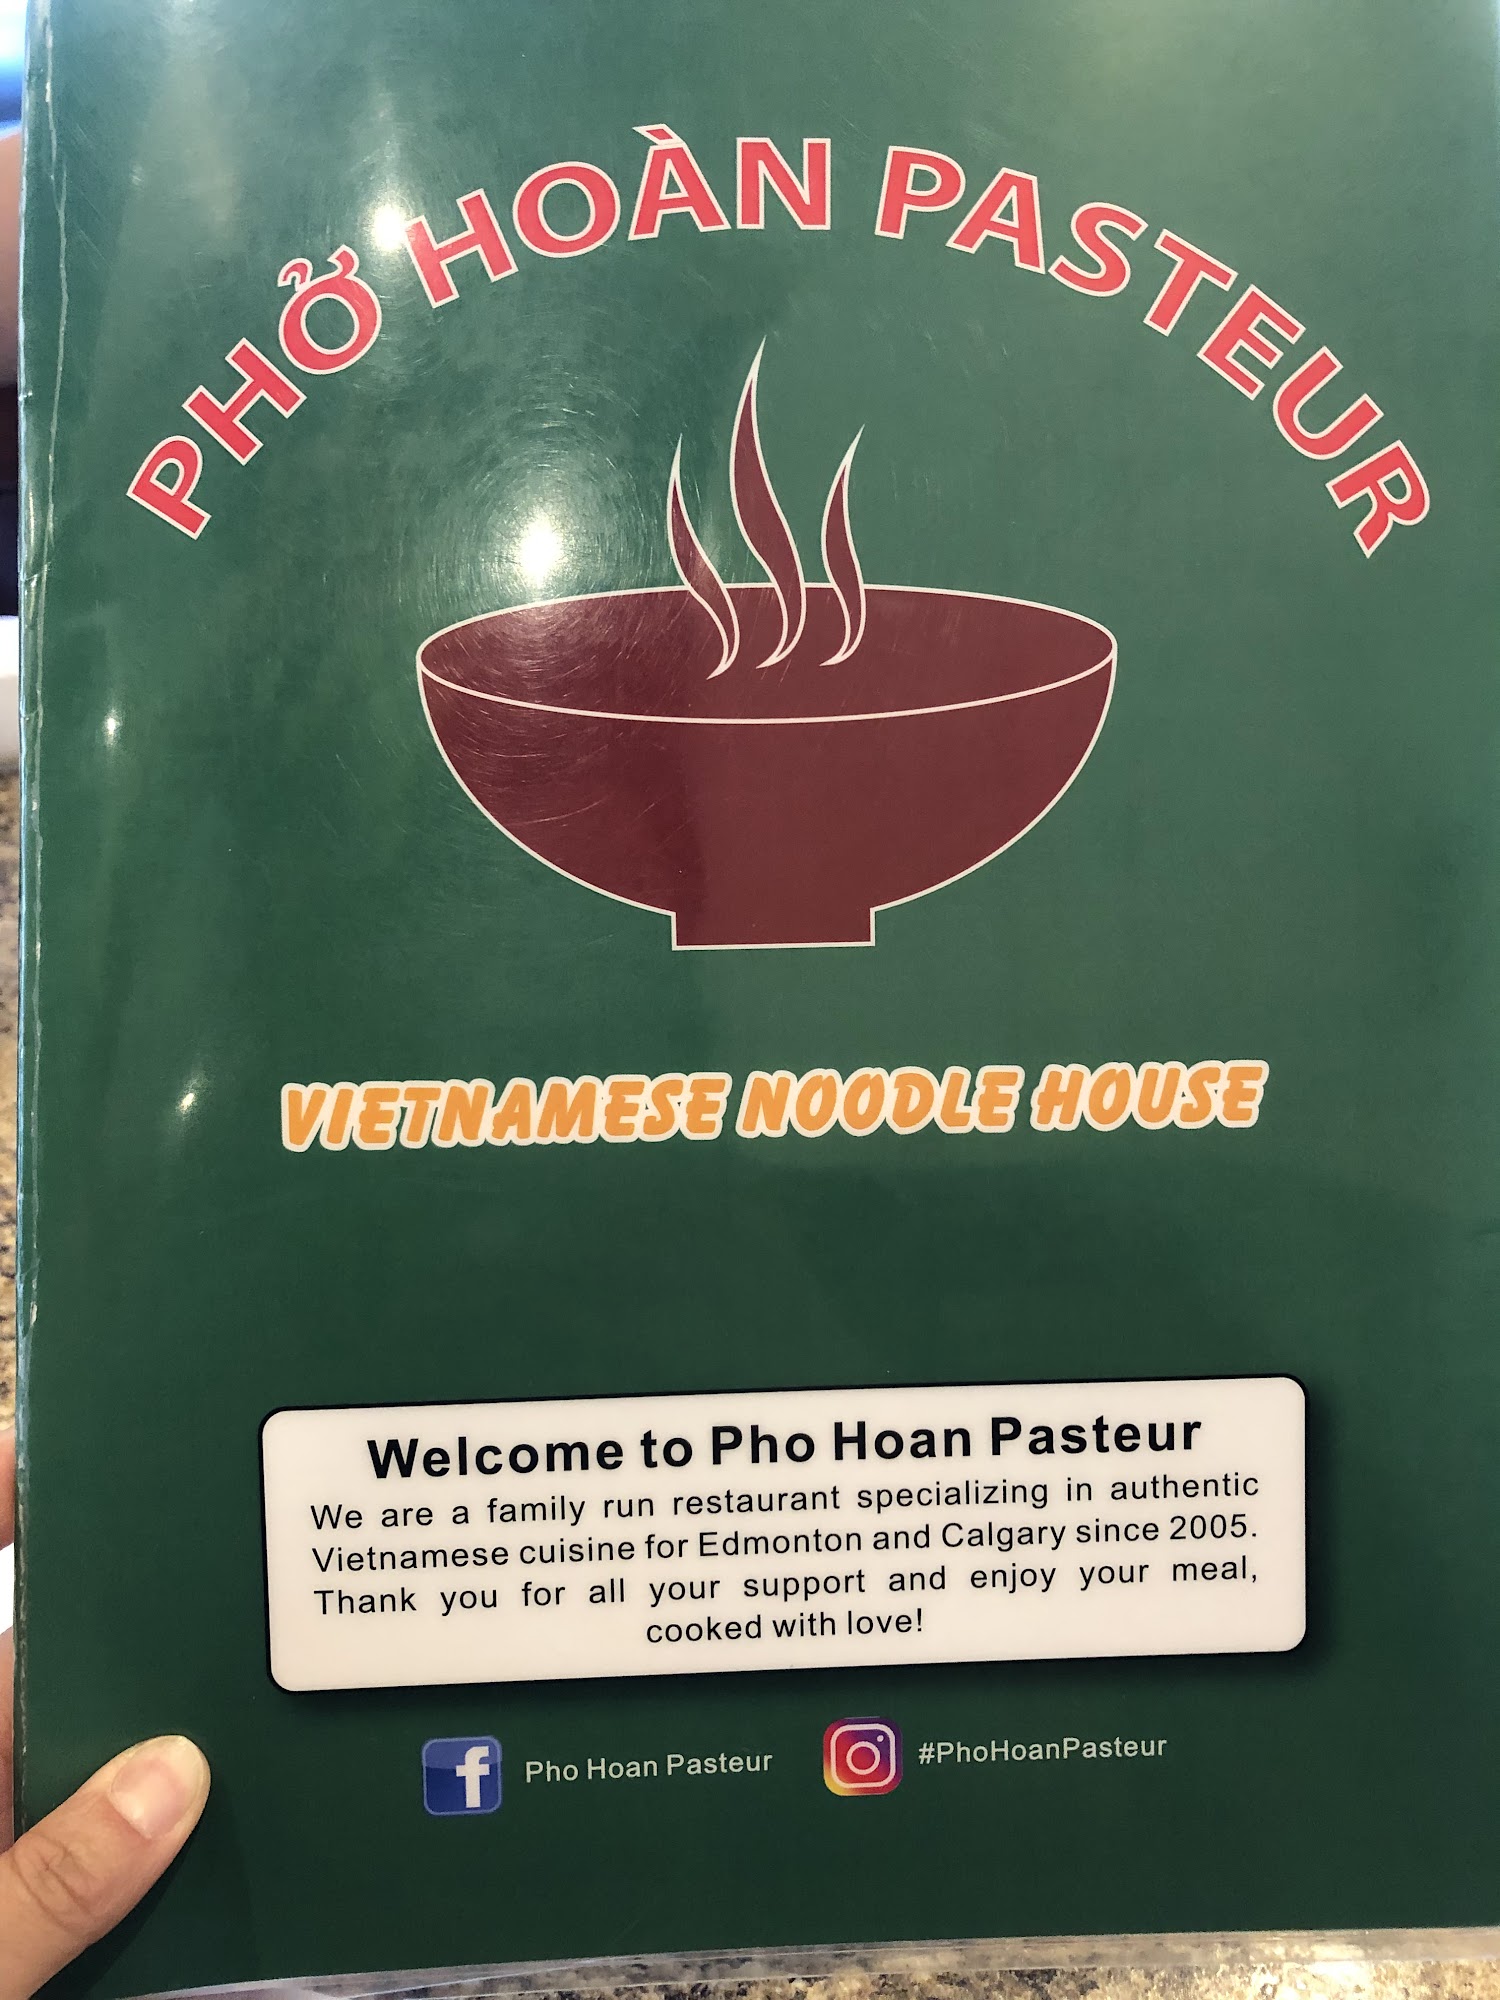 PHỞ HOÀN PASTEUR
VIETNAMESE NOODLE HOUSE
Welcome to Pho Hoan Pasteur
We are a family run restaurant specializing in authentic
Vietnamese cuisine for Edmonton and Calgary since 2005.
Thank you for all your support and enjoy your meal,
cooked with love!
f Pho Hoan Pasteur #PhoHoanPasteur